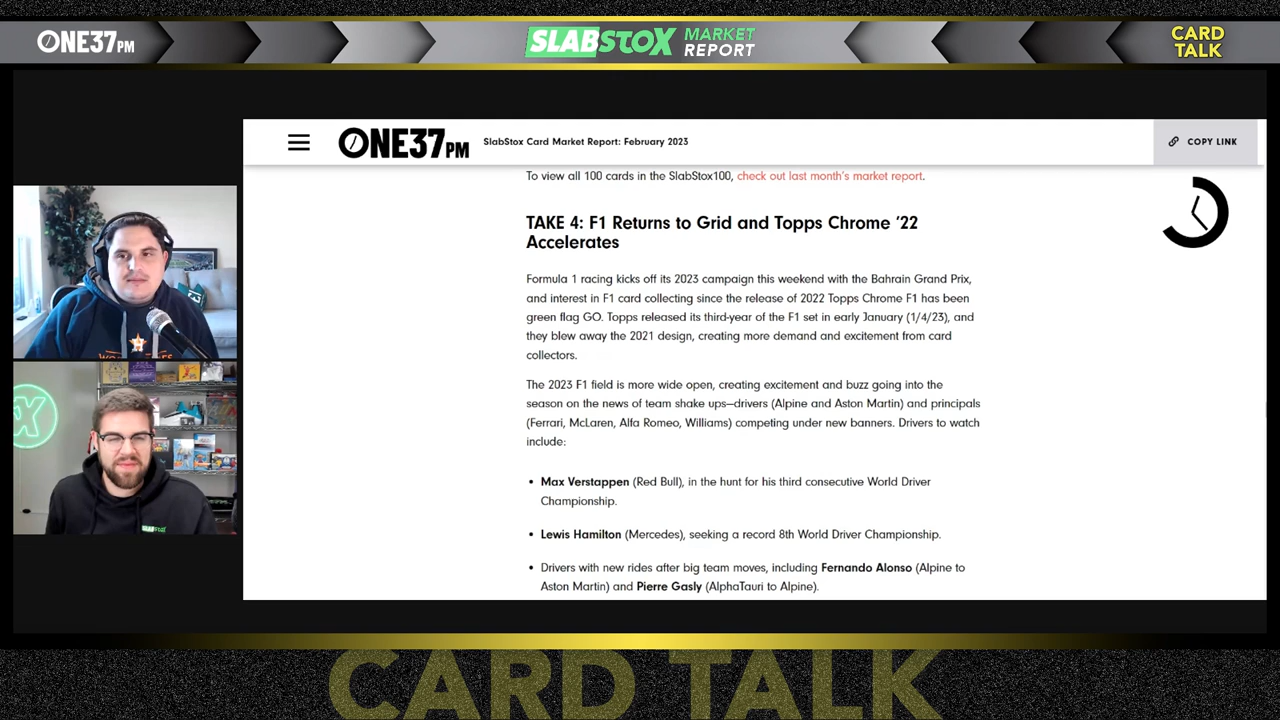 ONE37PM
SLABSTOX MARKET REPORT
CARD TALK
ONE37PM
SlabStox Card Market Report: February 2023
COPY LINK
To view all 100 cards in the SlabStox100, check out last month's market report.
TAKE 4: F1 Returns to Grid and Topps Chrome '22
Accelerates
Formula 1 racing kicks off its 2023 campaign this weekend with the Bahrain Grand Prix,
and interest in F1 card collecting since the release of 2022 Topps Chrome F1 has been
green flag GO. Topps released its third-year of the F1 set in early January (1/4/23), and
they blew away the 2021 design, creating more demand and excitement from card
collectors.
The 2023 F1 field is more wide open, creating excitement and buzz going into the
season on the news of team shake ups—drivers (Alpine and Aston Martin) and principals
(Ferrari, McLaren, Alfa Romeo, Williams) competing under new banners. Drivers to watch
include:
• Max Verstappen (Red Bull), in the hunt for his third consecutive World Driver
Championship.
• Lewis Hamilton (Mercedes), seeking a record 8th World Driver Championship.
• Drivers with new rides after big team moves, including Fernando Alonso (Alpine to
Aston Martin) and Pierre Gasly (AlphaTauri to Alpine).
SLABSTOX
CARD TALK